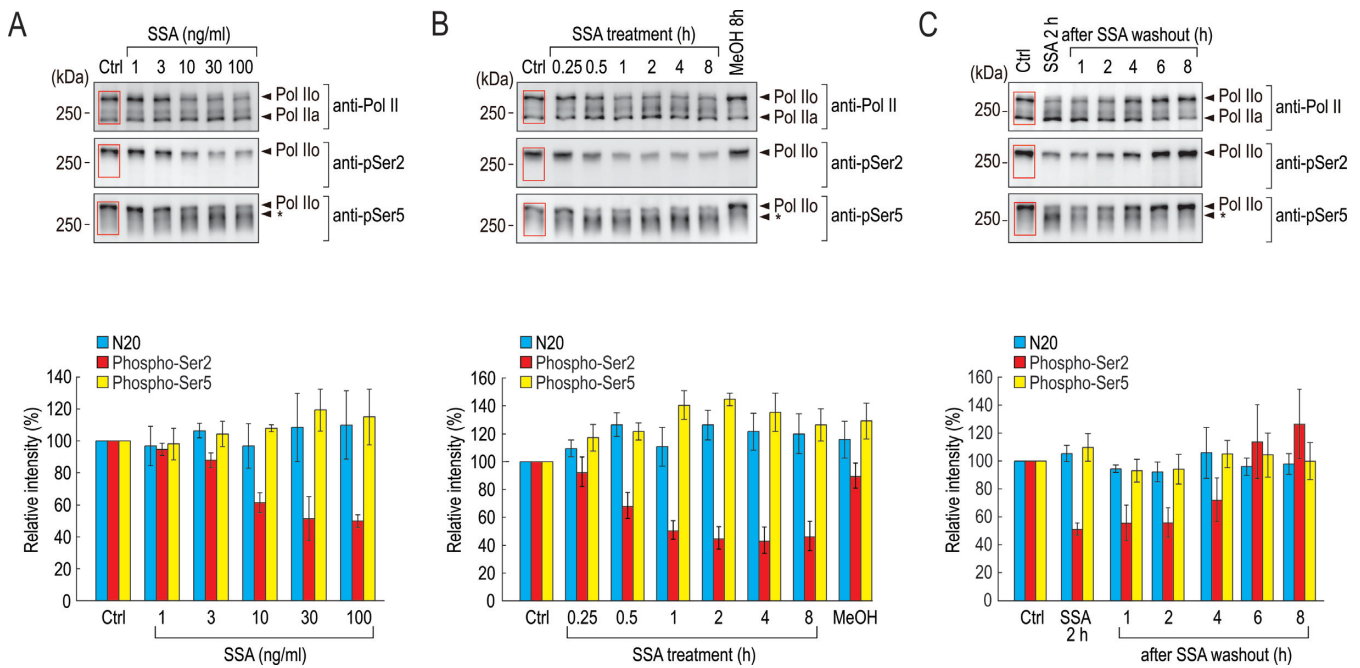 A
SSA (ng/ml)
(kDa) Ctrl 1 3 10 30 100
250
Pol IIo
Pol IIa
anti-Pol II
250
Pol IIo
anti-pSer2
250
Pol IIo
*
anti-pSer5
N20
Phospho-Ser2
Phospho-Ser5
Relative intensity (%)
140
120
100
80
60
40
20
0
Ctrl 1 3 10 30 100
SSA (ng/ml)
B
SSA treatment (h)
MeOH 8h
(kDa) Ctrl 0.25 0.5 1 2 4 8
250
Pol IIo
Pol IIa
anti-Pol II
250
Pol IIo
anti-pSer2
250
Pol IIo
*
anti-pSer5
N20
Phospho-Ser2
Phospho-Ser5
Relative intensity (%)
160
140
120
100
80
60
40
20
0
Ctrl 0.25 0.5 1 2 4 8 MeOH
SSA treatment (h)
C
after SSA washout (h)
(kDa) Ctrl SSA 2 h 1 2 4 6 8
250
Pol IIo
Pol IIa
anti-Pol II
250
Pol IIo
anti-pSer2
250
Pol IIo
*
anti-pSer5
N20
Phospho-Ser2
Phospho-Ser5
Relative intensity (%)
160
140
120
100
80
60
40
20
0
Ctrl SSA 1 2 4 6 8
2 h
after SSA washout (h)